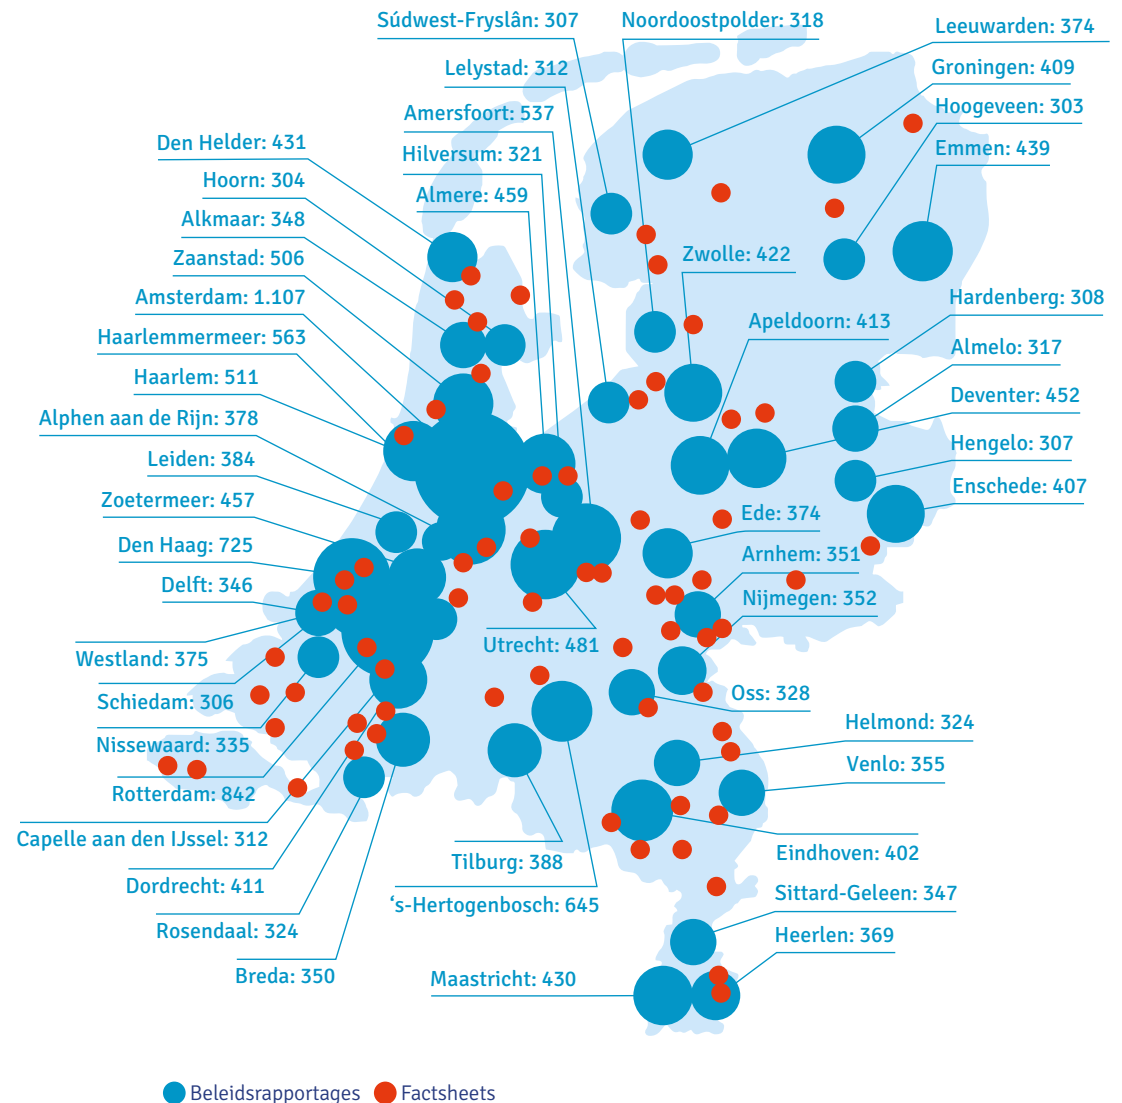 Súdwest-Fryslân: 307
Noordoostpolder: 318
Leeuwarden: 374
Lelystad: 312
Groningen: 409
Amersfoort: 537
Hoogeveen: 303
Den Helder: 431
Hilversum: 321
Emmen: 439
Hoorn: 304
Almere: 459
Alkmaar: 348
Zaanstad: 506
Zwolle: 422
Amsterdam: 1.107
Hardenberg: 308
Haarlemmermeer: 563
Apeldoorn: 413
Almelo: 317
Haarlem: 511
Deventer: 452
Alphen aan de Rijn: 378
Hengelo: 307
Leiden: 384
Enschede: 407
Zoetermeer: 457
Ede: 374
Den Haag: 725
Arnhem: 351
Delft: 346
Nijmegen: 352
Utrecht: 481
Westland: 375
Oss: 328
Schiedam: 306
Helmond: 324
Nissewaard: 335
Venlo: 355
Rotterdam: 842
Capelle aan den IJssel: 312
Eindhoven: 402
Tilburg: 388
Dordrecht: 411
Sittard-Geleen: 347
‘s-Hertogenbosch: 645
Rosendaal: 324
Heerlen: 369
Breda: 350
Maastricht: 430
Beleidsrapportages
Factsheets